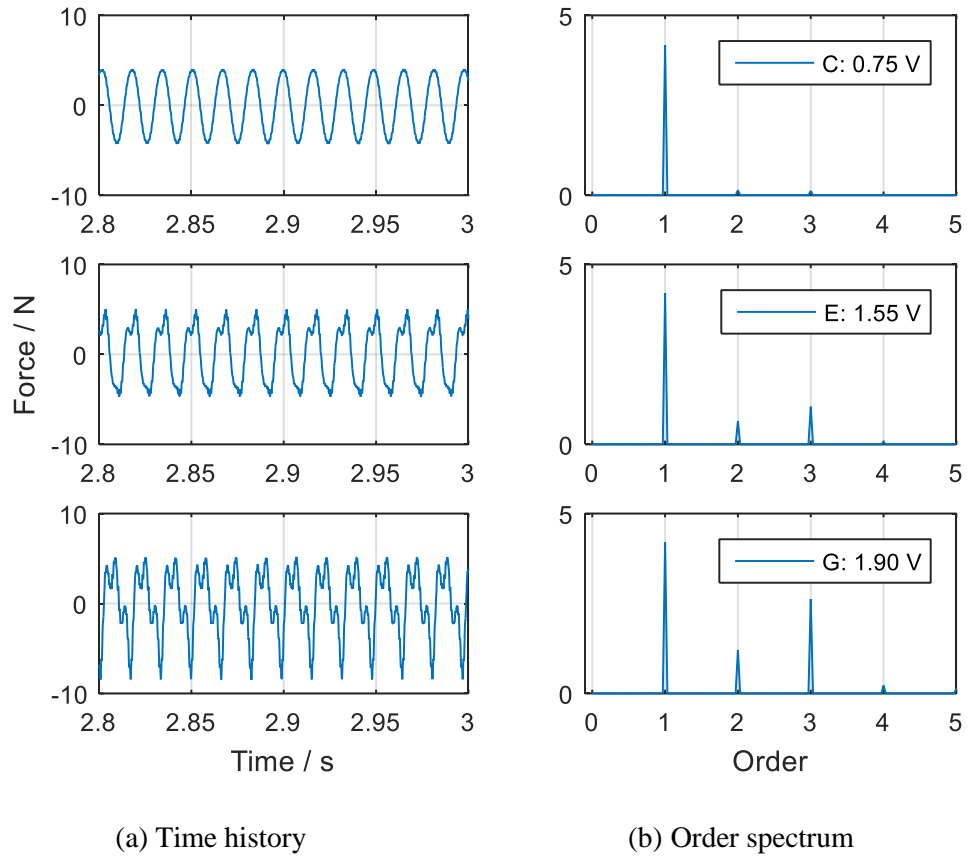 10
0
-10
2.8 2.85 2.9 2.95 3
5
0
0 1 2 3 4 5
C: 0.75 V
10
0
-10
2.8 2.85 2.9 2.95 3
5
0
0 1 2 3 4 5
E: 1.55 V
Force / N
10
0
-10
2.8 2.85 2.9 2.95 3
5
0
0 1 2 3 4 5
G: 1.90 V
Time / s
Order
(a) Time history
(b) Order spectrum